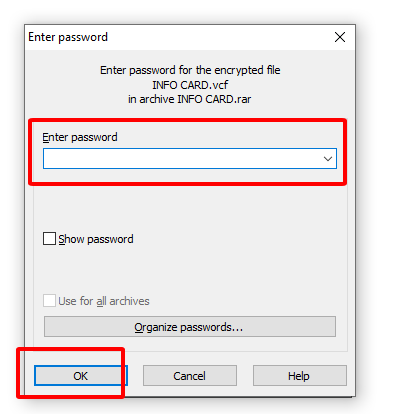 Enter password
Enter password for the encrypted file
INFO CARD.vcf
in archive INFO CARD.rar
Enter password
Show password
Use for all archives
Organize passwords...
OK
Cancel
Help